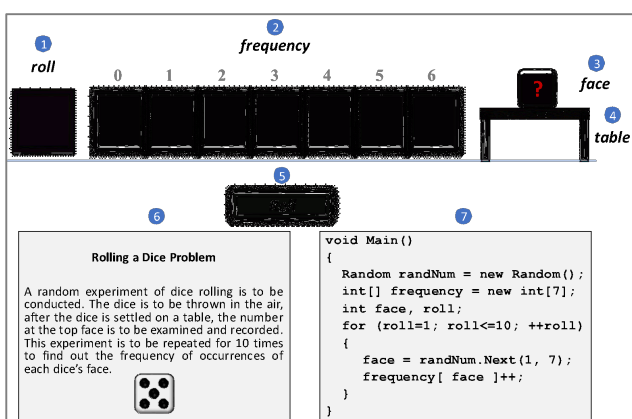 1
roll
2
frequency
0 1 2 3 4 5 6
?
3
face
4
table
5
6
Rolling a Dice Problem
A random experiment of dice rolling is to be
conducted. The dice is to be thrown in the air,
after the dice is settled on a table, the number
at the top face is to be examined and recorded.
This experiment is to be repeated for 10 times
to find out the frequency of occurrences of
each dice's face.
7
void Main()
{
Random randNum = new Random();
int[] frequency = new int[7];
int face, roll;
for (roll=1; roll<=10; ++roll)
{
face = randNum.Next(1, 7);
frequency[ face ]++;
}
}